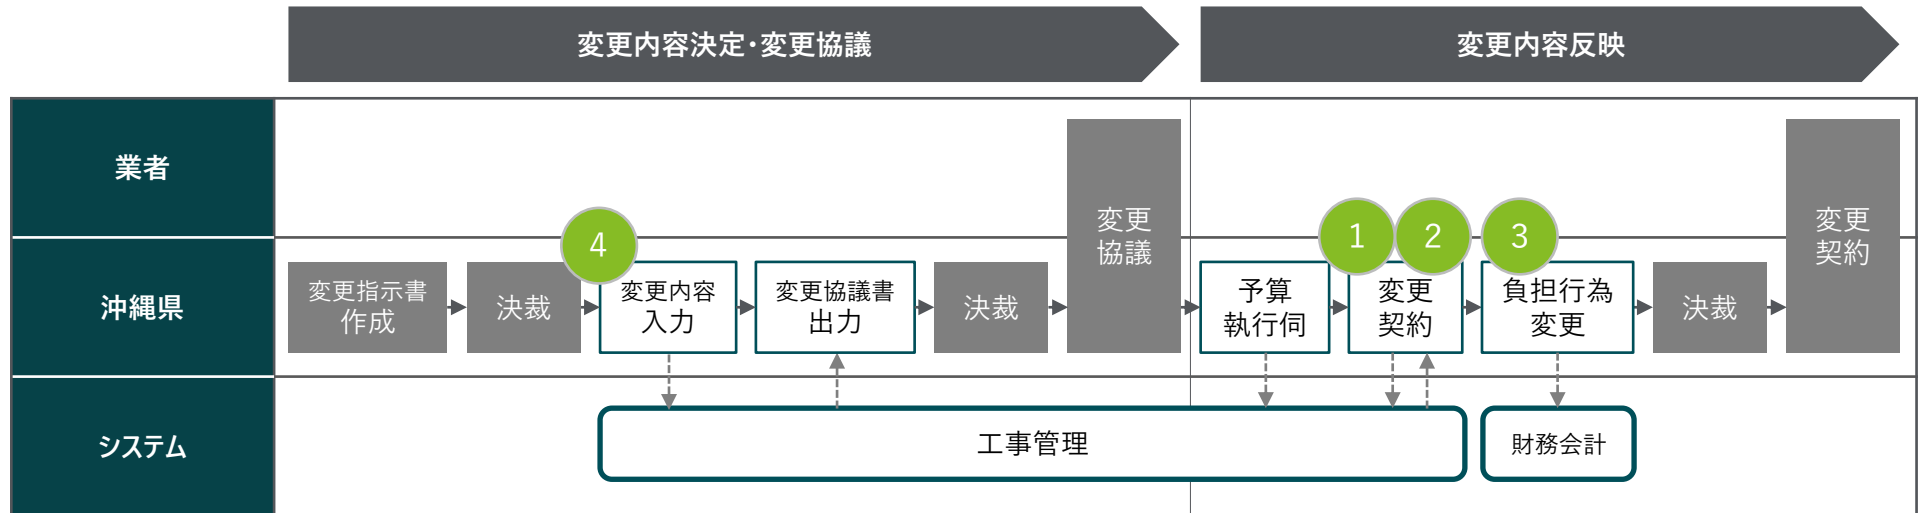 変更内容決定・変更協議
変更内容反映
業者
変更
協議
変更
契約
沖縄県
変更指示書
作成
決裁
4
変更内容
入力
変更協議書
出力
決裁
予算
執行伺
1
2
変更
契約
3
負担行為
変更
決裁
システム
工事管理
財務会計